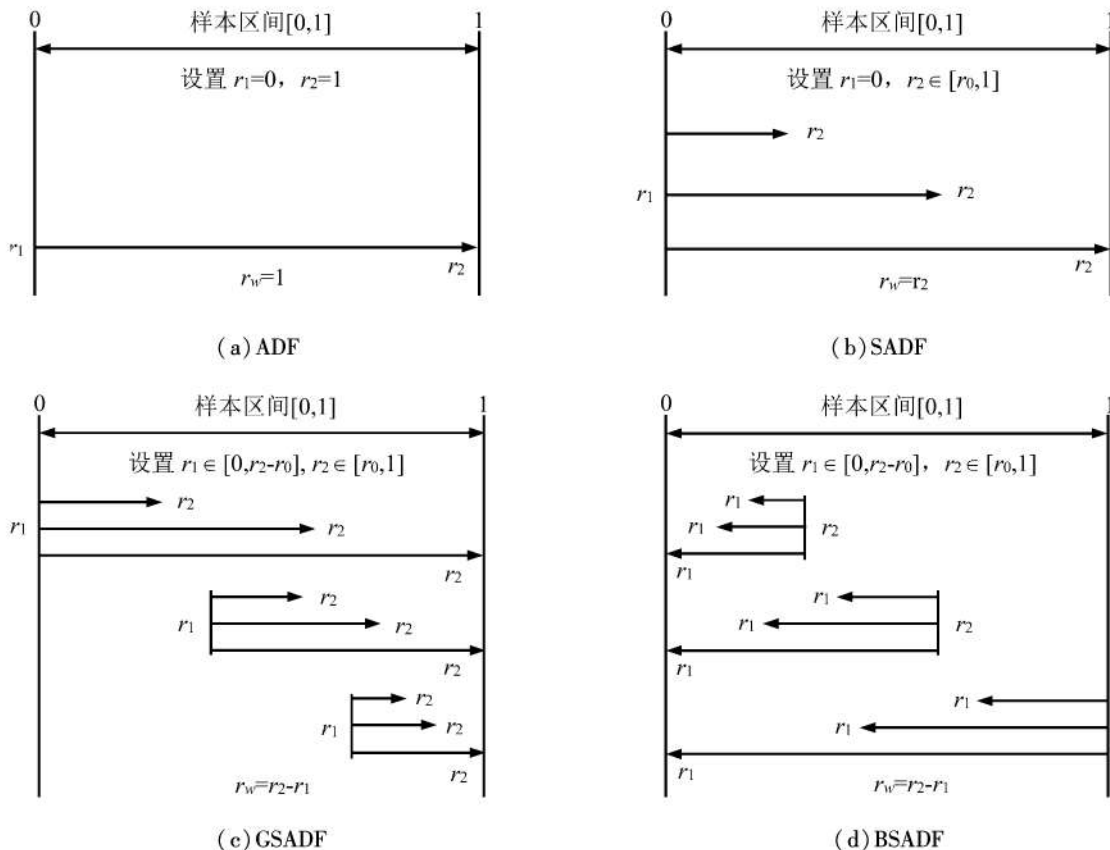 0 样本区间[0,1] 1
设置 r1=0，r2=1
r1
r2
rw=1
(a)ADF
0 样本区间[0,1] 1
设置 r1=0，r2∈[r0,1]
r2
r1
r2
r2
rw=r2
(b)SADF
0 样本区间[0,1] 1
设置 r1∈[0,r2-r0], r2∈[r0,1]
r2
r1
r2
r2
r2
r1
r2
r2
r2
r1
r2
r2
rw=r2-r1
(c)GSADF
0 样本区间[0,1] 1
设置 r1∈[0,r2-r0]，r2∈[r0,1]
r1
r1
r2
r1
r1
r1
r2
r1
r1
r1
r1
rw=r2-r1
(d)BSADF